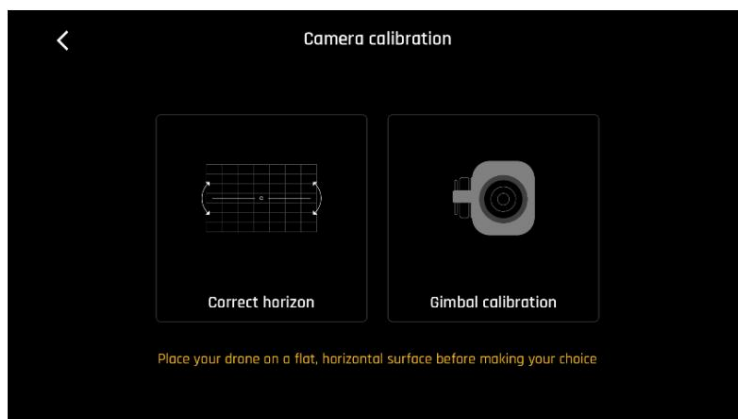 Camera calibration
Correct horizon
Gimbal calibration
Place your drone on a flat, horizontal surface before making your choice